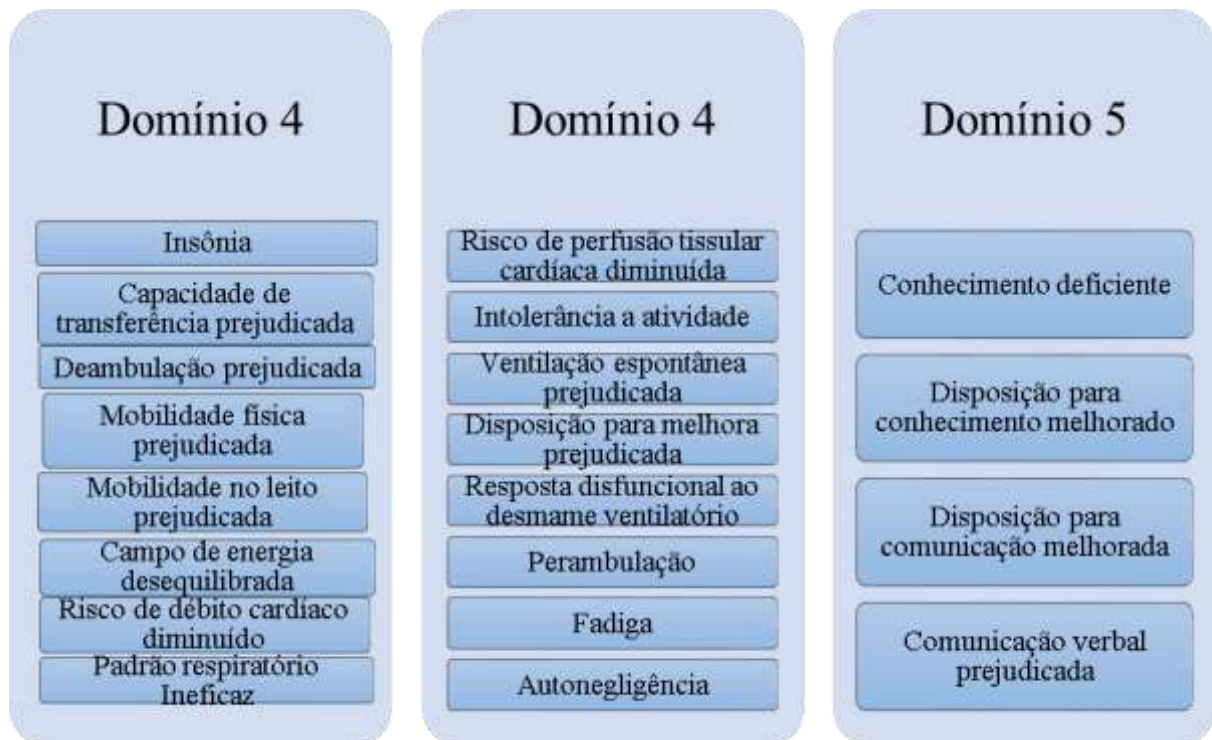 Domínio 4
Insônia
Capacidade de
transferência prejudicada
Deambulação prejudicada
Mobilidade física
prejudicada
Mobilidade no leito
prejudicada
Campo de energia
desequilibrada
Risco de débito cardíaco
diminuído
Padrão respiratório
Ineficaz
Domínio 4
Risco de perfusão tissular
cardíaca diminuída
Intolerância a atividade
Ventilação espontânea
prejudicada
Disposição para melhora
prejudicada
Resposta disfuncional ao
desmame ventilatório
Perambulação
Fadiga
Autonegligência
Domínio 5
Conhecimento deficiente
Disposição para
conhecimento melhorado
Disposição para
comunicação melhorada
Comunicação verbal
prejudicada